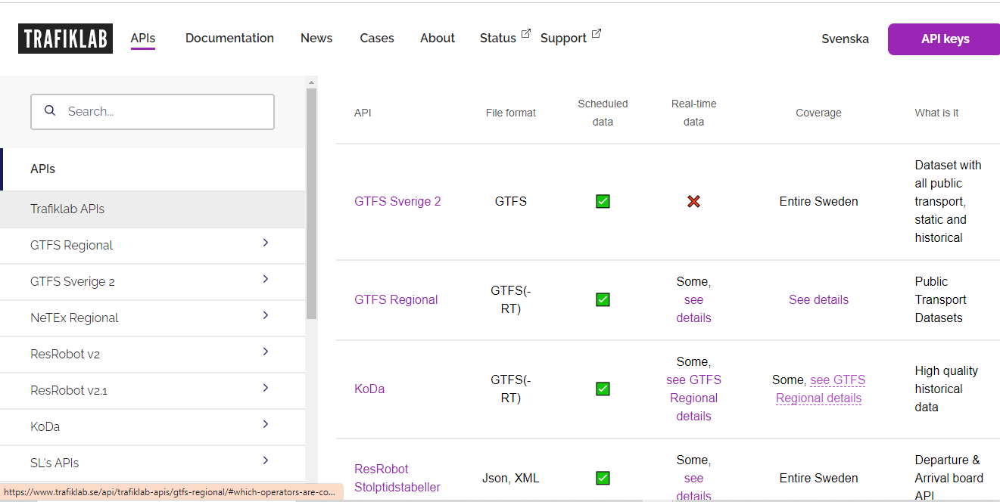 TRAFIKLAB
APIs
Documentation
News
Cases
About
Status
Support
Svenska
API keys
Search...
APIs
Trafiklab APIs
GTFS Regional
GTFS Sverige 2
NeTEx Regional
ResRobot v2
ResRobot v2.1
KoDa
SL's APIs
https://www.trafiklab.se/api/trafiklab-apis/gtfs-regional/#which-operators-are-co...
API
File format
Scheduled
data
Real-time
data
Coverage
What is it
GTFS Sverige 2
GTFS
Entire Sweden
Dataset with
all public
transport,
static and
historical
GTFS Regional
GTFS(-
RT)
Some,
see
details
See details
Public
Transport
Datasets
KoDa
GTFS(-
RT)
Some,
see GTFS
Regional
details
Some, see GTFS
Regional details
High quality
historical
data
ResRobot
Stolptidstabeller
Json, XML
Some,
see
details
Entire Sweden
Departure &
Arrival board
API